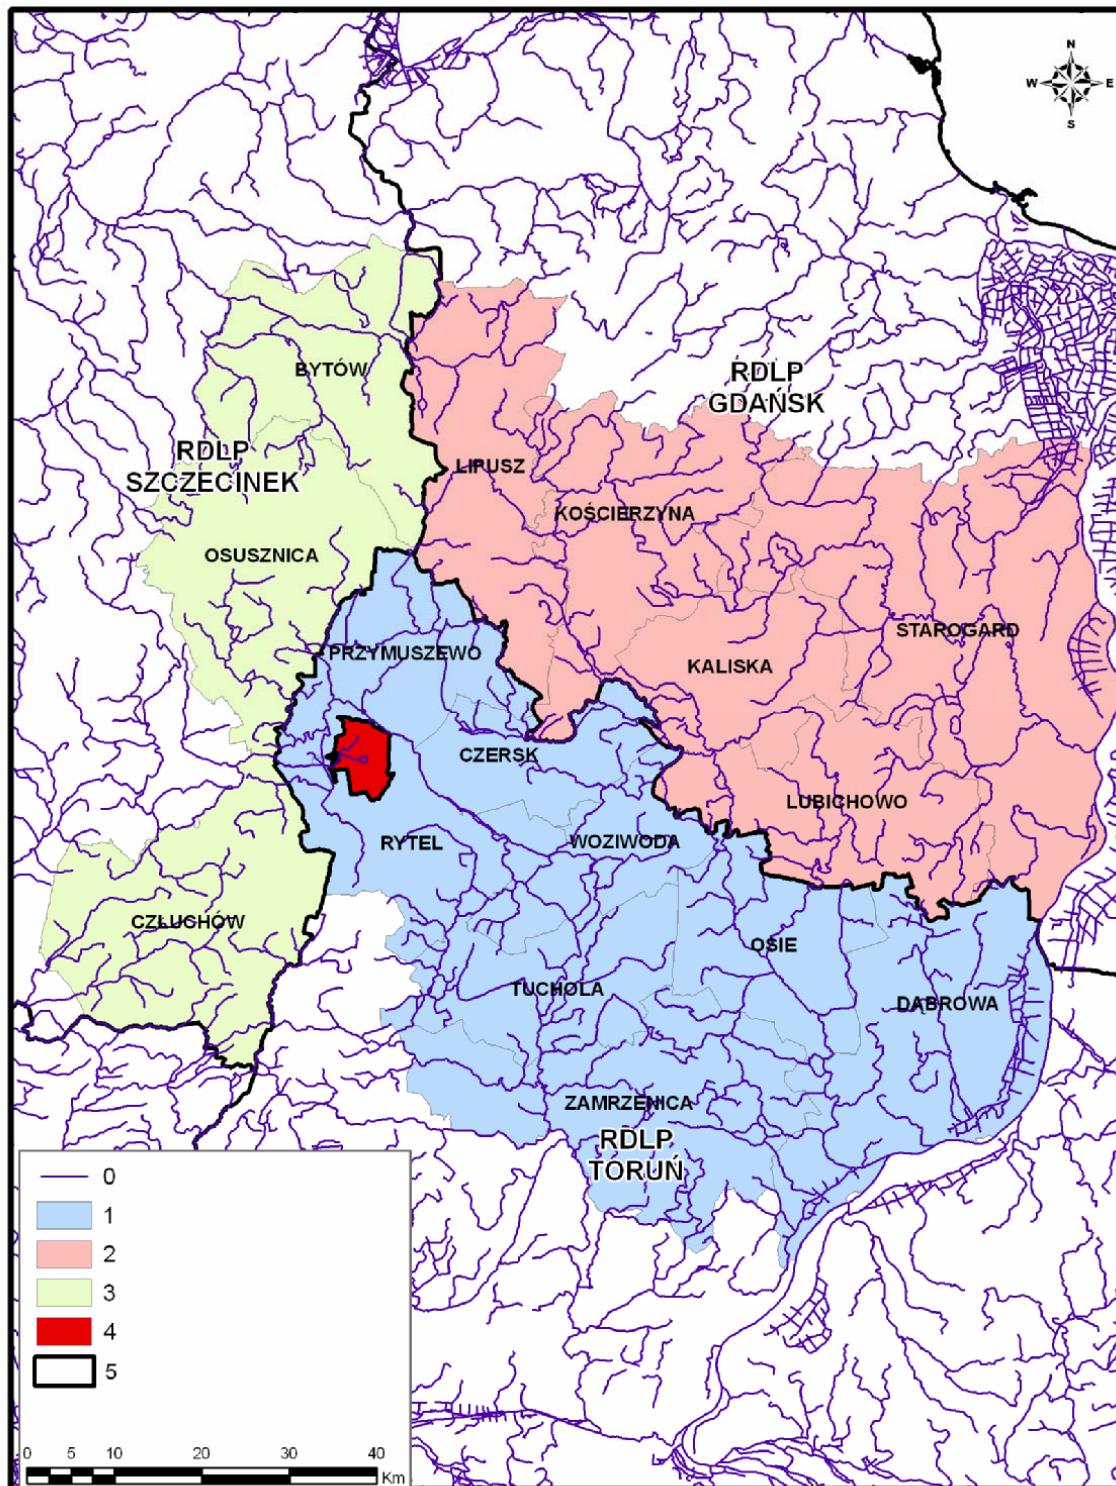 N
W E
S
BYTÓW
RDLP
GDAŃSK
RDLP
SZCZECINEK
LIPUSZ
KOŚCIERZYNA
OSUSZNICA
STAROGARD
PRZYMUSZEWO
KALISKA
CZERSK
LUBICHOWO
RYTEL
WOZIWODA
CZŁUCHÓW
OSIE
TUCHOLA
DĄBROWA
ZAMRZENICA
RDLP
TORUŃ
0
1
2
3
4
5
0 5 10 20 30 40
Km